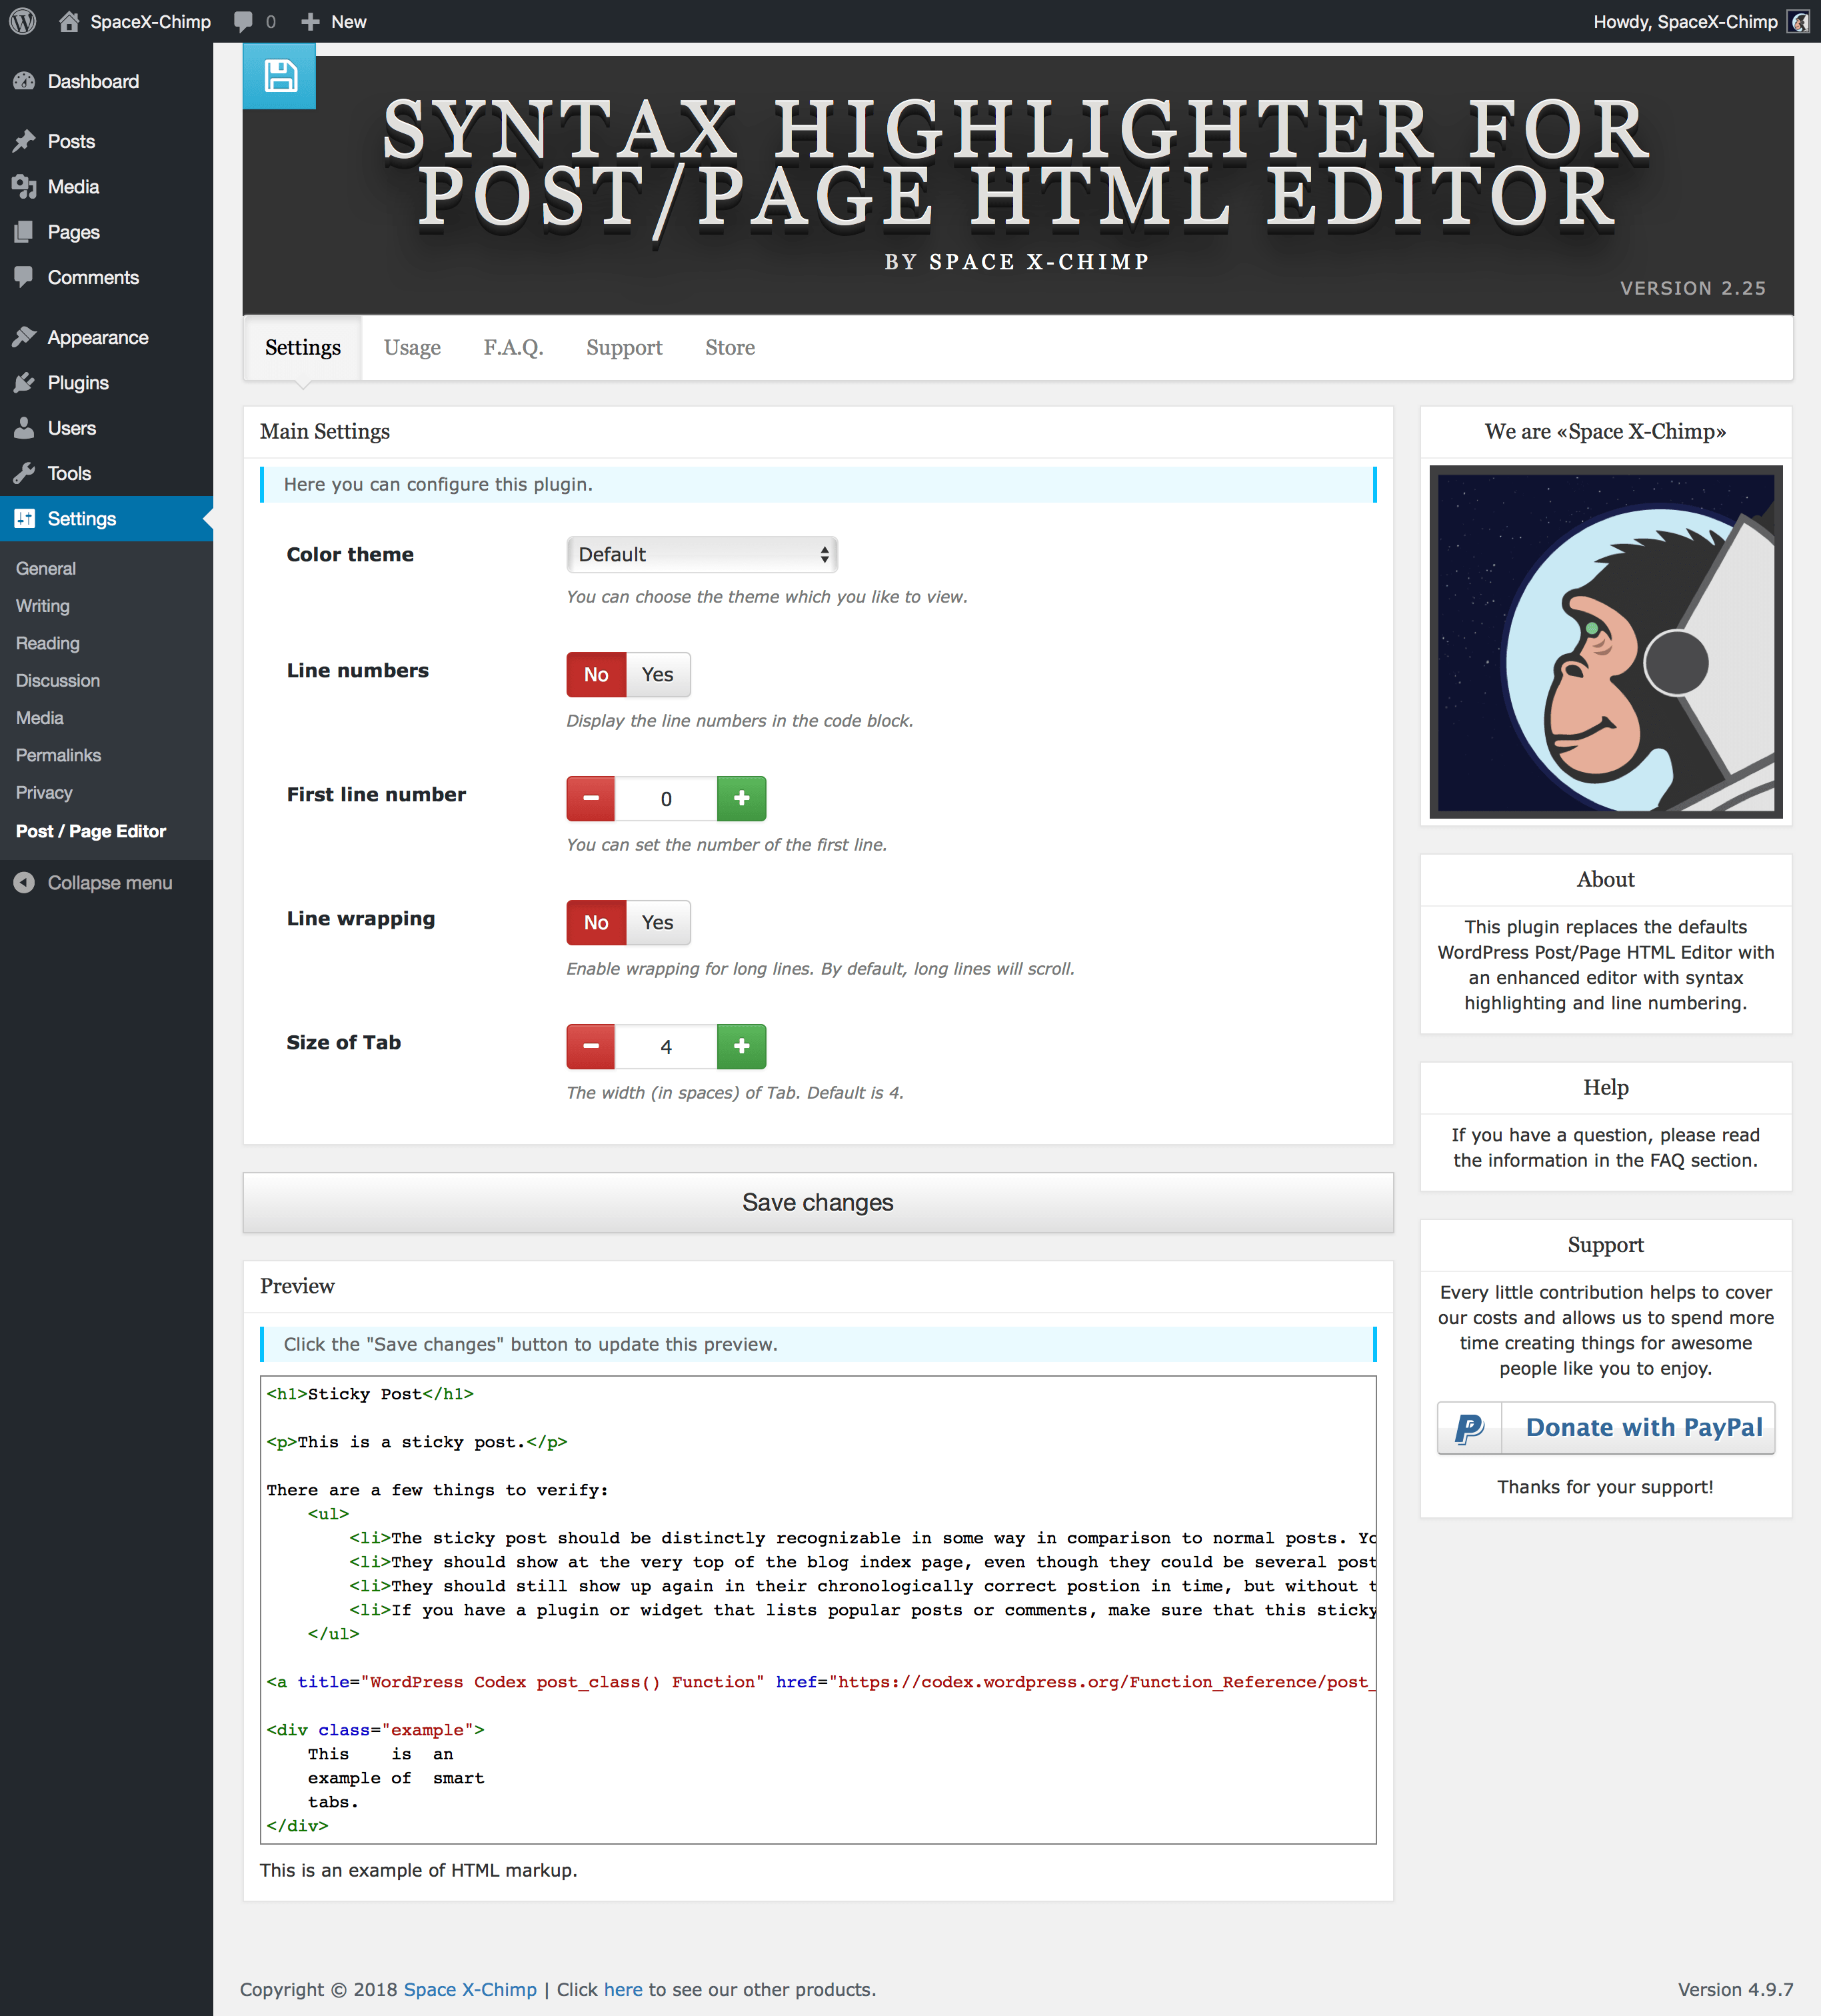 SpaceX-Chimp 0 New Howdy, SpaceX-Chimp
Dashboard
Posts
Media
Pages
Comments
Appearance
Plugins
Users
Tools
Settings
General
Writing
Reading
Discussion
Media
Permalinks
Privacy
Post / Page Editor
Collapse menu
SYNTAX HIGHLIGHTER FOR
POST/PAGE HTML EDITOR
BY SPACE X-CHIMP
VERSION 2.25
Settings Usage F.A.Q. Support Store
Main Settings
Here you can configure this plugin.
Color theme Default
You can choose the theme which you like to view.
Line numbers No Yes
Display the line numbers in the code block.
First line number 0
You can set the number of the first line.
Line wrapping No Yes
Enable wrapping for long lines. By default, long lines will scroll.
Size of Tab 4
The width (in spaces) of Tab. Default is 4.
Save changes
Preview
Click the "Save changes" button to update this preview.
<h1>Sticky Post</h1>
<p>This is a sticky post.</p>
There are a few things to verify:
<ul>
<li>The sticky post should be distinctly recognizable in some way in comparison to normal posts. Yo
<li>They should show at the very top of the blog index page, even though they could be several post
<li>They should still show up again in their chronologically correct postion in time, but without t
<li>If you have a plugin or widget that lists popular posts or comments, make sure that this sticky
</ul>
<a title="WordPress Codex post_class() Function" href="https://codex.wordpress.org/Function_Reference/post_
<div class="example">
This is an
example of smart
tabs.
</div>
This is an example of HTML markup.
We are «Space X-Chimp»
About
This plugin replaces the defaults
WordPress Post/Page HTML Editor with
an enhanced editor with syntax
highlighting and line numbering.
Help
If you have a question, please read
the information in the FAQ section.
Support
Every little contribution helps to cover
our costs and allows us to spend more
time creating things for awesome
people like you to enjoy.
Donate with PayPal
Thanks for your support!
Copyright © 2018 Space X-Chimp | Click here to see our other products.
Version 4.9.7